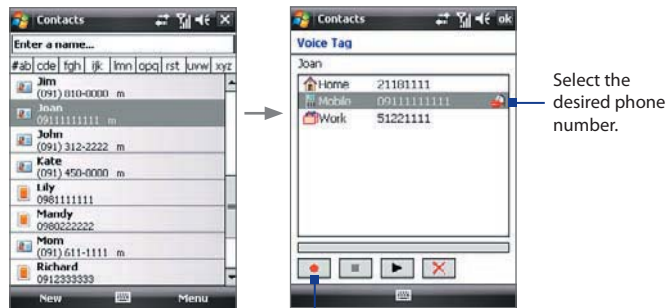 Contacts
Enter a name...
#ab cde fgh ijk lmn opq rst uvw xyz
Jim
(091) 810-0000 m
Joan
09111111111 m
John
(091) 312-2222 m
Kate
(091) 450-0000 m
Lily
0981111111
Mandy
0980222222
Mom
(091) 611-1111 m
Richard
0912333333
New Menu
Contacts ok
Voice Tag
Joan
Home 21181111
Mobile 09111111111
Work 51221111
Select the
desired phone
number.